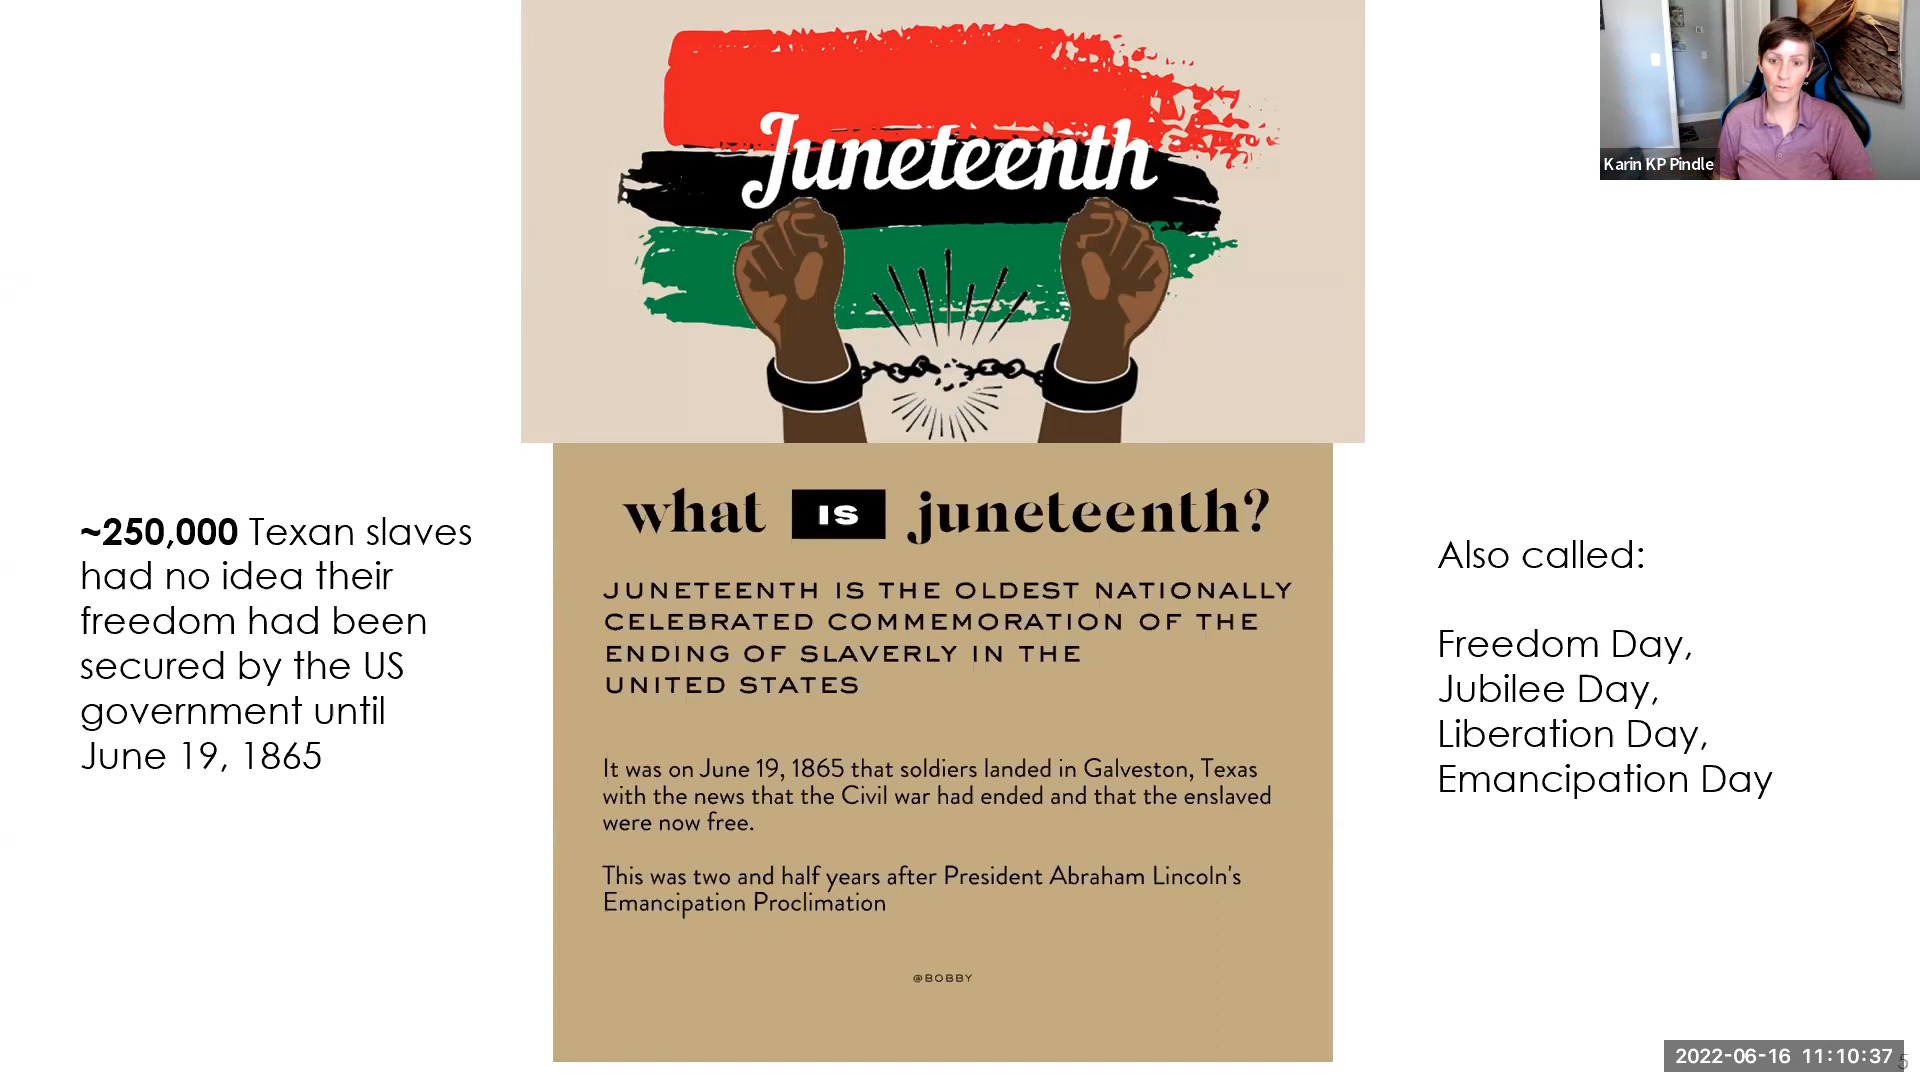 Juneteenth
Karin KP Pindle
what IS juneteenth?
~250,000 Texan slaves
had no idea their
freedom had been
secured by the US
government until
June 19, 1865
JUNETEENTH IS THE OLDEST NATIONALLY
CELEBRATED COMMEMORATION OF THE
ENDING OF SLAVERLY IN THE
UNITED STATES
It was on June 19, 1865 that soldiers landed in Galveston, Texas
with the news that the Civil war had ended and that the enslaved
were now free.
This was two and half years after President Abraham Lincoln's
Emancipation Proclimation
@BOBBY
Also called:
Freedom Day,
Jubilee Day,
Liberation Day,
Emancipation Day
2022-06-16 11:10:37
5